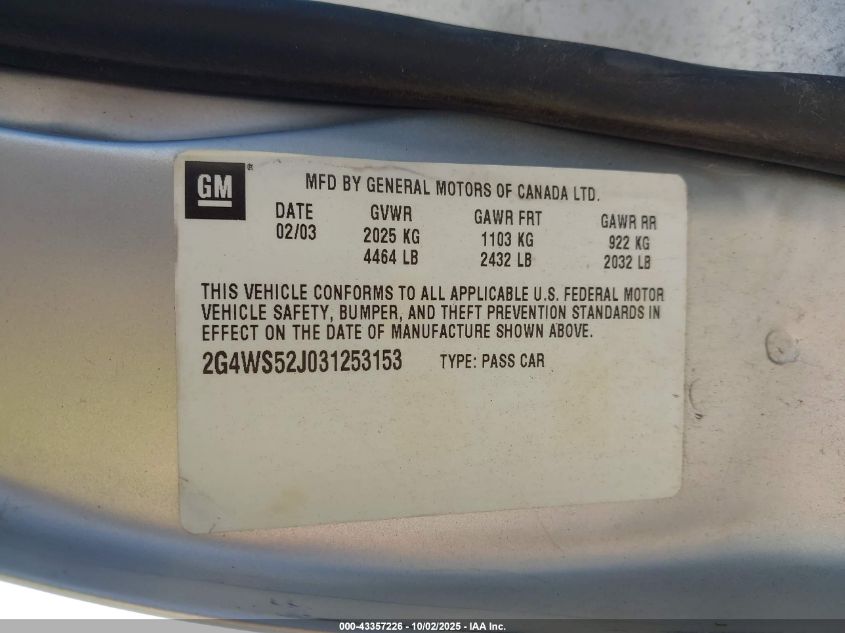 GM ® MFD BY GENERAL MOTORS OF CANADA LTD.
DATE GVWR GAWR FRT GAWR RR
02/03 2025 KG 1103 KG 922 KG
4464 LB 2432 LB 2032 LB
THIS VEHICLE CONFORMS TO ALL APPLICABLE U.S. FEDERAL MOTOR
VEHICLE SAFETY, BUMPER, AND THEFT PREVENTION STANDARDS IN
EFFECT ON THE DATE OF MANUFACTURE SHOWN ABOVE.
2G4WS52J031253153 TYPE: PASS CAR
000-43357226 - 10/02/2025 - IAA Inc.